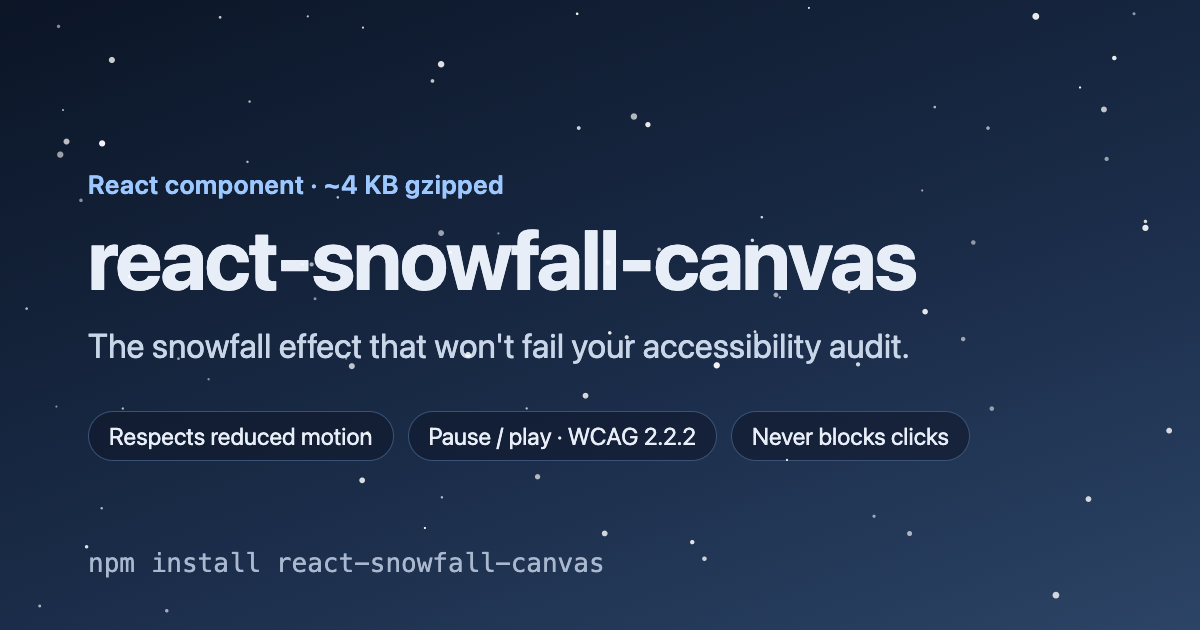 React component · ~4 KB gzipped
react-snowfall-canvas
The snowfall effect that won't fail your accessibility audit.
Respects reduced motion
Pause / play · WCAG 2.2.2
Never blocks clicks
npm install react-snowfall-canvas